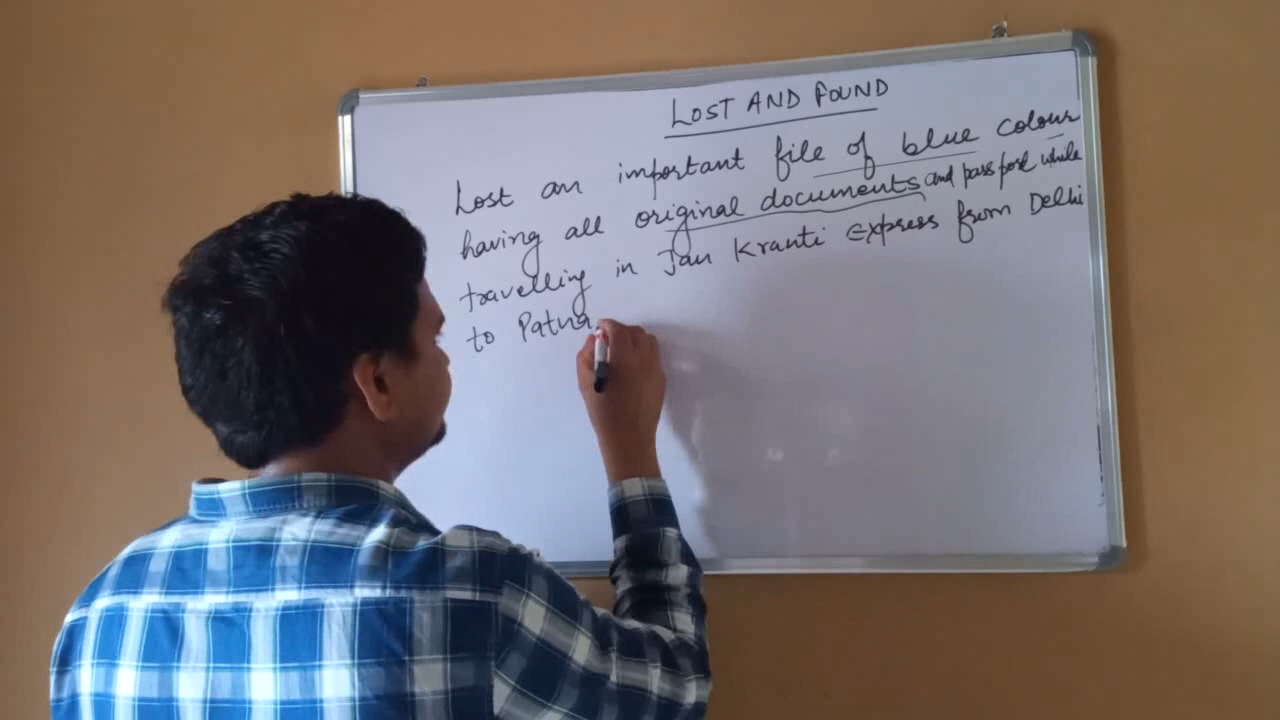 LOST AND FOUND
Lost an important file of blue colour
having all original documents and passport while
travelling in Jan Kranti Express from Delhi
to Patna